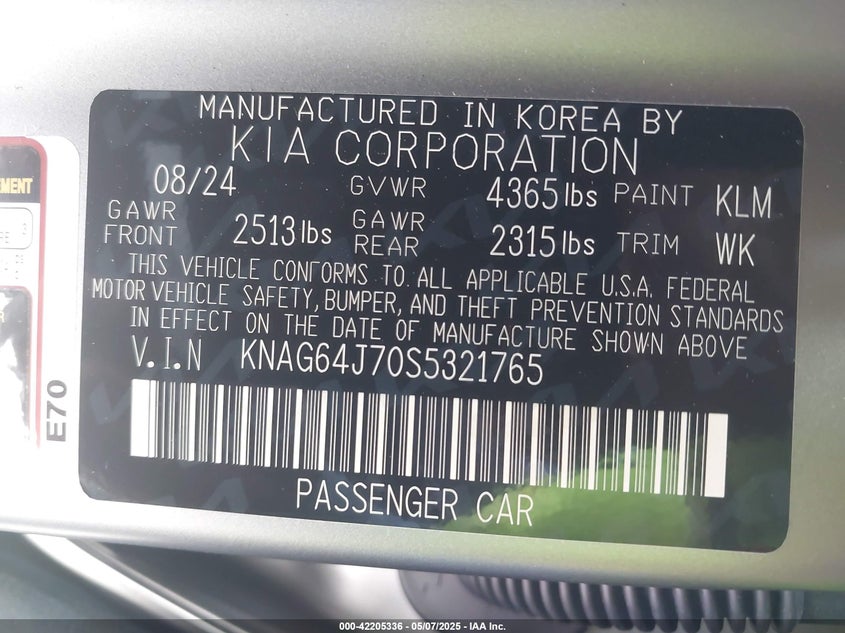 MANUFACTURED IN KOREA BY
KIA CORPORATION
08/24 GVWR 4365 lbs PAINT KLM
GAWR FRONT 2513 lbs GAWR REAR 2315 lbs TRIM WK
THIS VEHICLE CONFORMS TO ALL APPLICABLE U.S.A. FEDERAL
MOTOR VEHICLE SAFETY, BUMPER, AND THEFT PREVENTION STANDARDS
IN EFFECT ON THE DATE OF MANUFACTURE SHOWN ABOVE
V.I.N KNAG64J70S5321765
PASSENGER CAR
E70
000-42205336 - 05/07/2025 - IAA Inc.